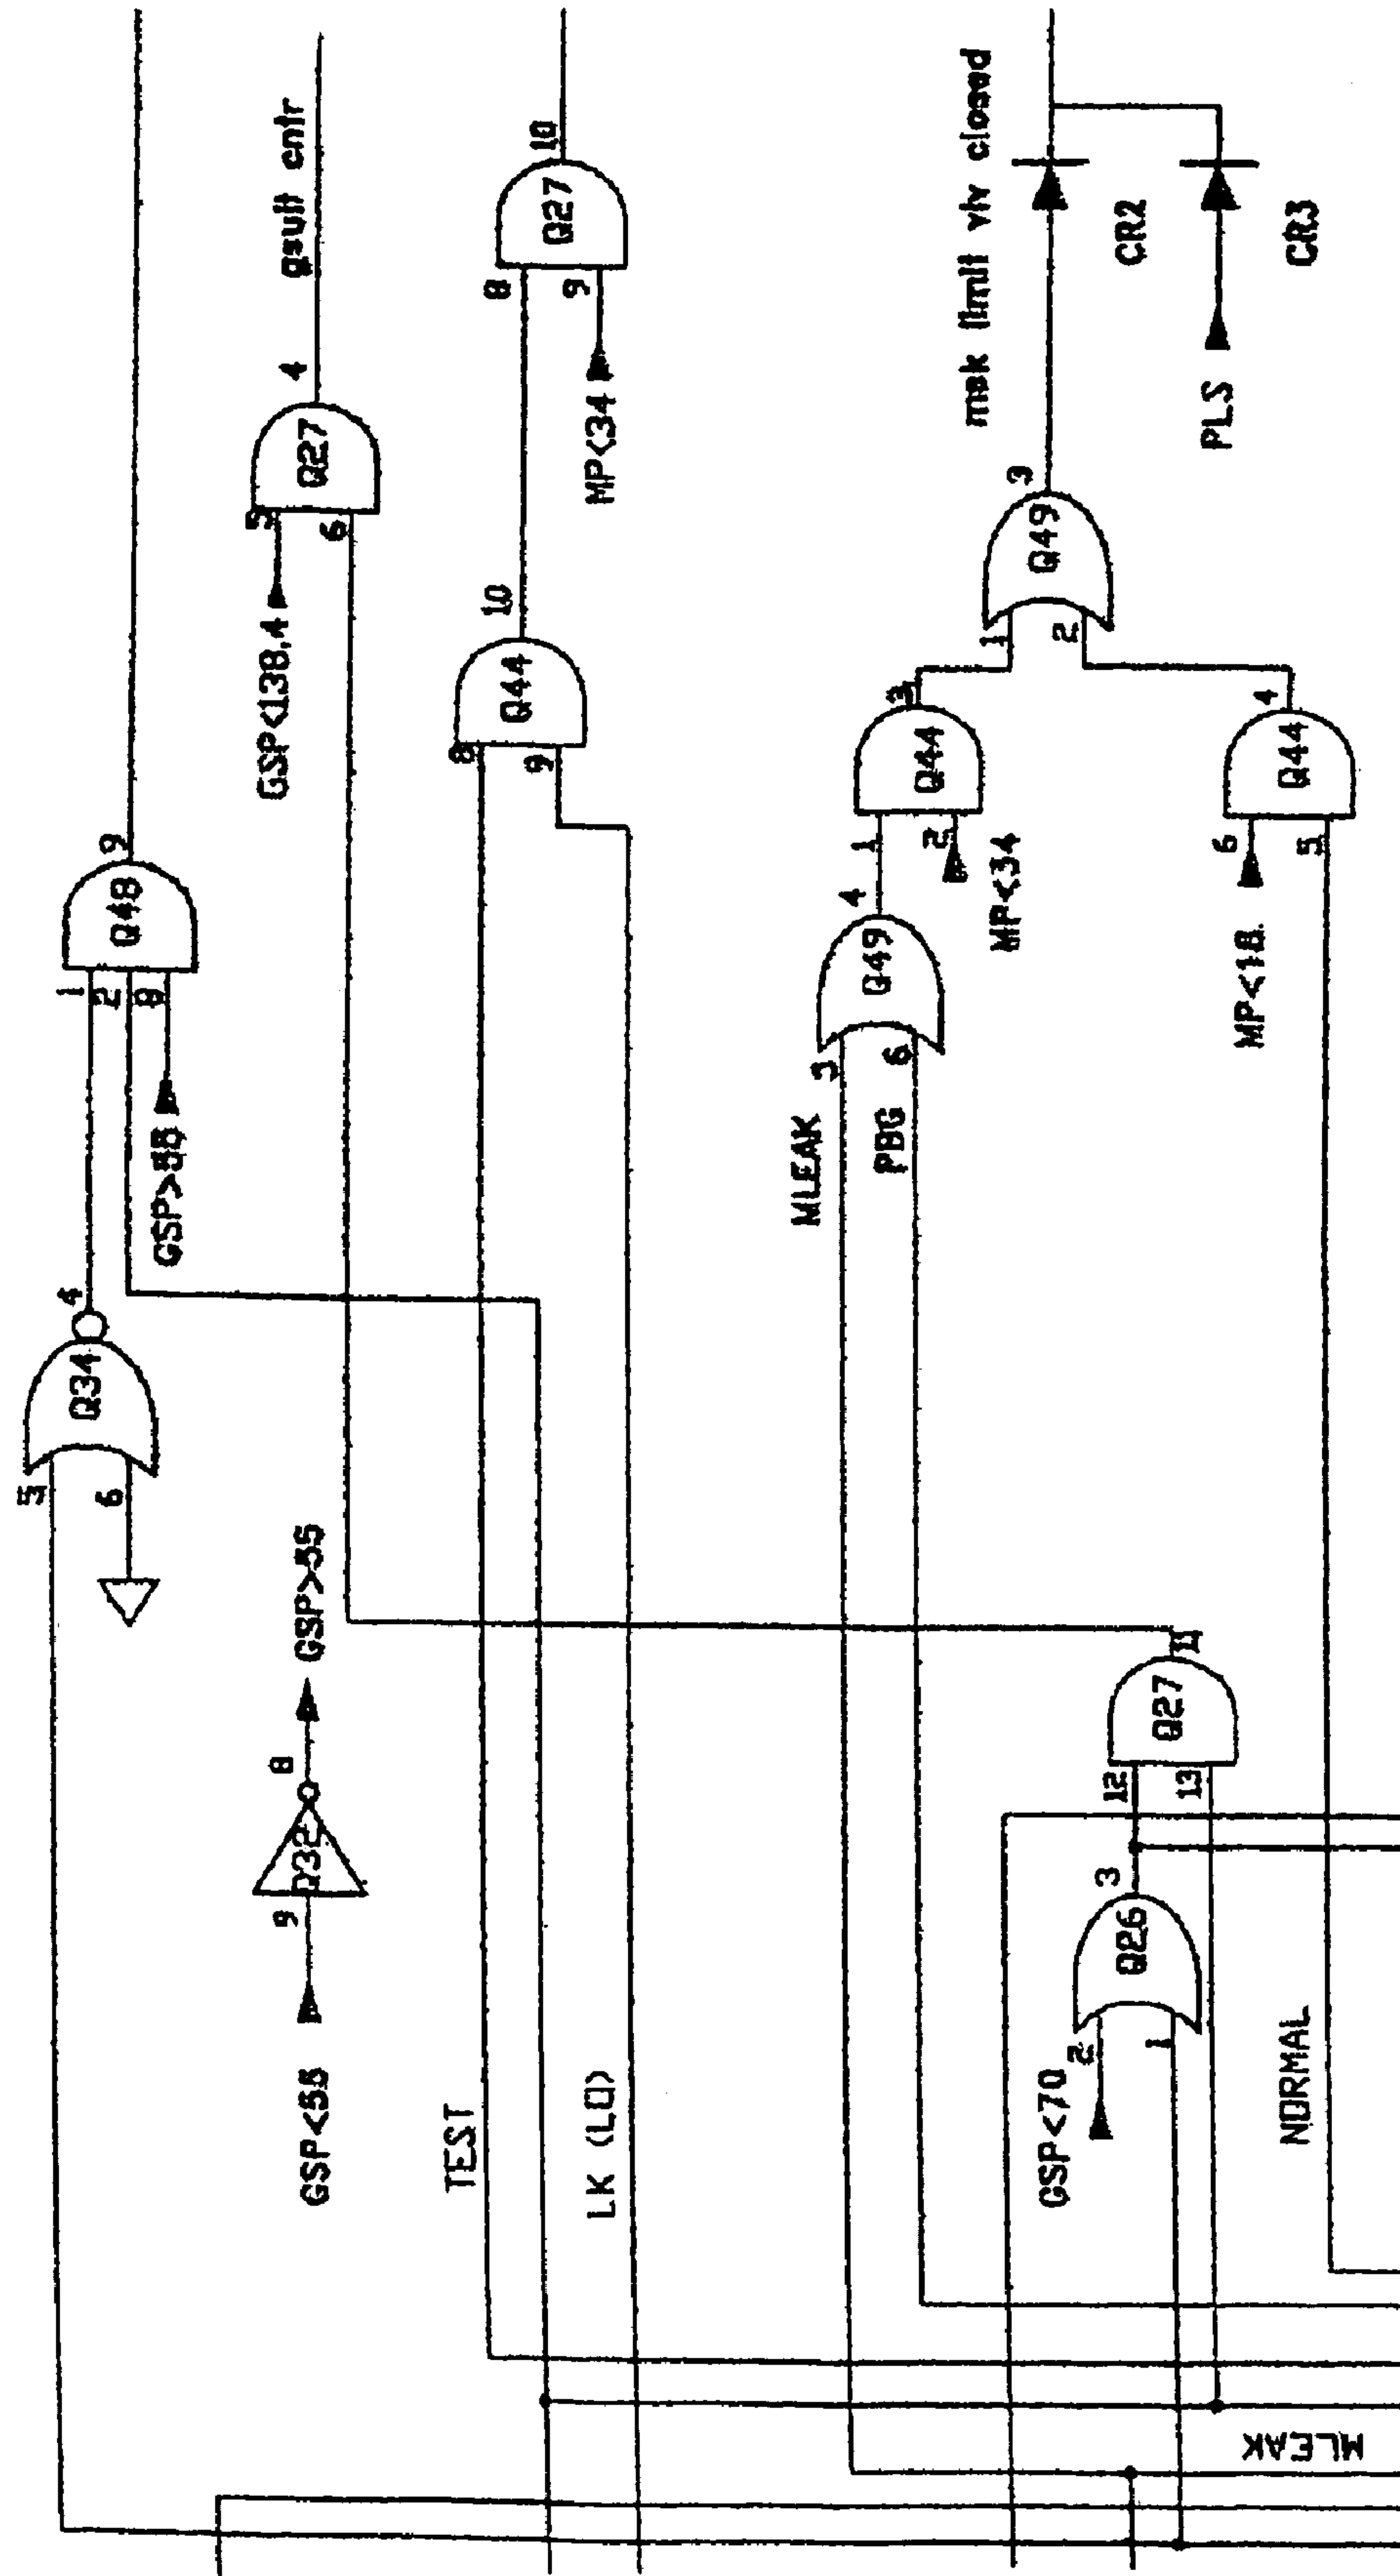 5
6
Q34
4
1
2
8
GSP>55
Q48
9
GSP<55
9
Q32
8
GSP>55
GSP<138.4
5
6
Q27
4
gsuit cntr
TEST
LK (LO)
8
9
Q44
10
8
9
MP<34
Q27
10
MLEAK
PBG
5
6
Q49
4
1
2
MP<34
Q44
3
1
2
Q49
3
msk limit vlv closed
CR2
PLS
CR3
GSP<70
2
1
Q26
3
12
13
Q27
11
NORMAL
MP<18
6
5
Q44
4
MLEAK